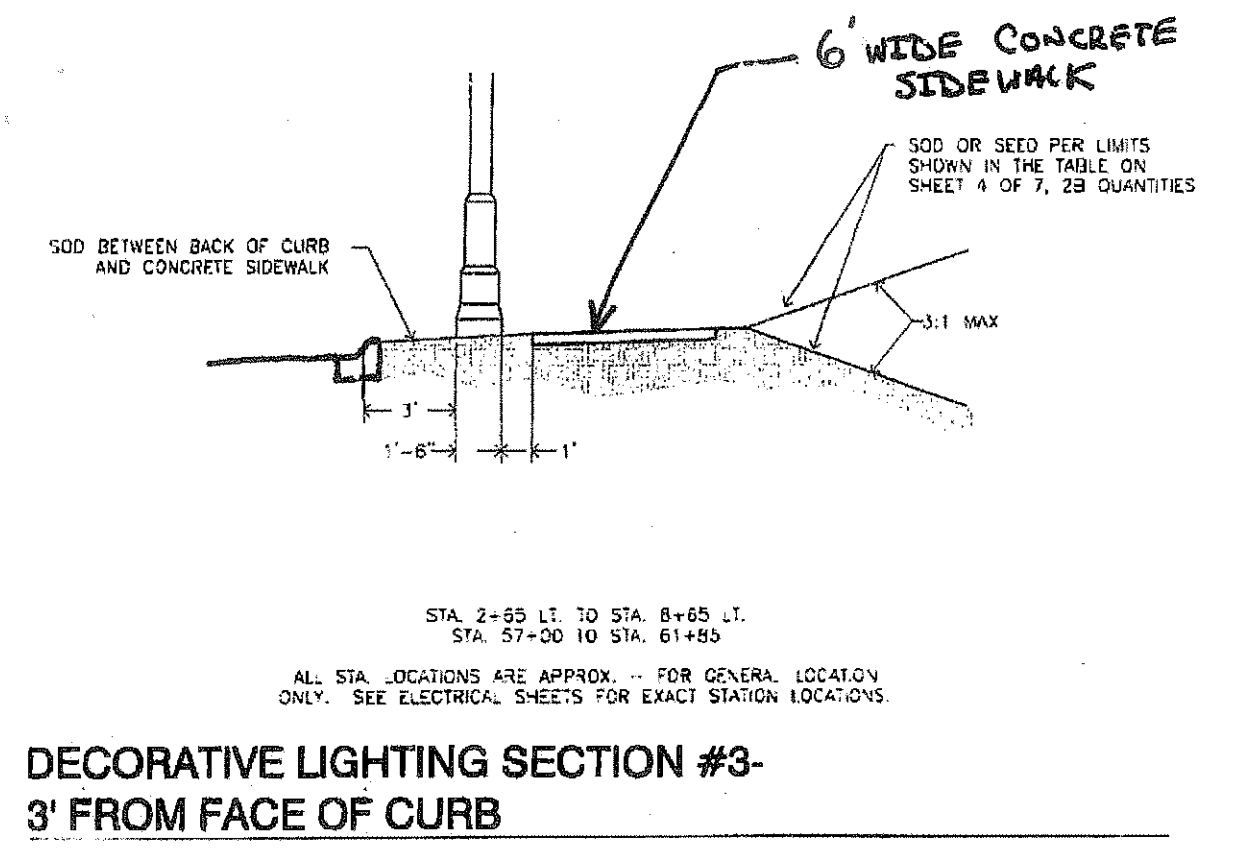 6' WIDE CONCRETE
SIDEWALK
SOD OR SEED PER LIMITS
SHOWN IN THE TABLE ON
SHEET 4 OF 7, 2B QUANTITIES
SOD BETWEEN BACK OF CURB
AND CONCRETE SIDEWALK
3:1 MAX
3'
1'-6"
1'
STA. 2+65 LT. TO STA. 8+65 LT.
STA. 57+00 TO STA. 61+85
ALL STA. LOCATIONS ARE APPROX. -- FOR GENERAL LOCATION
ONLY. SEE ELECTRICAL SHEETS FOR EXACT STATION LOCATIONS.
DECORATIVE LIGHTING SECTION #3-
3' FROM FACE OF CURB